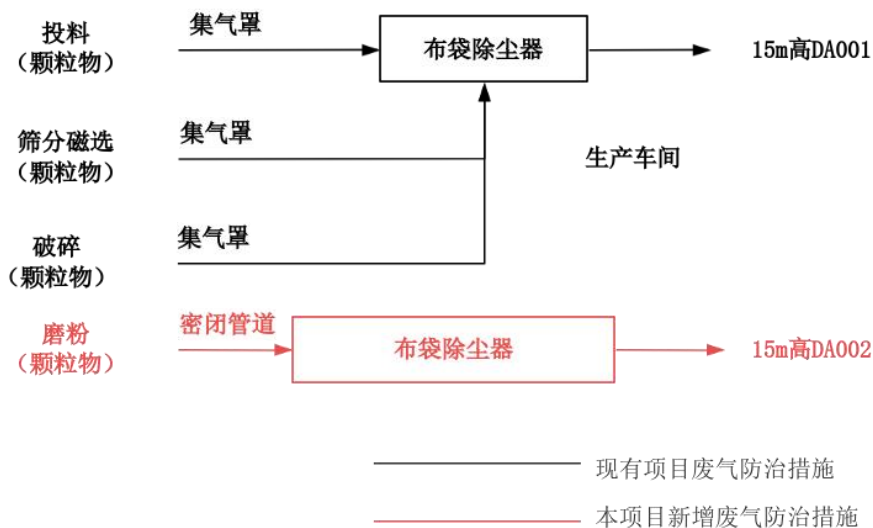 投料
（颗粒物）
集气罩
布袋除尘器
15m高DA001
筛分磁选
（颗粒物）
集气罩
生产车间
破碎
（颗粒物）
集气罩
磨粉
（颗粒物）
密闭管道
布袋除尘器
15m高DA002
现有项目废气防治措施
本项目新增废气防治措施